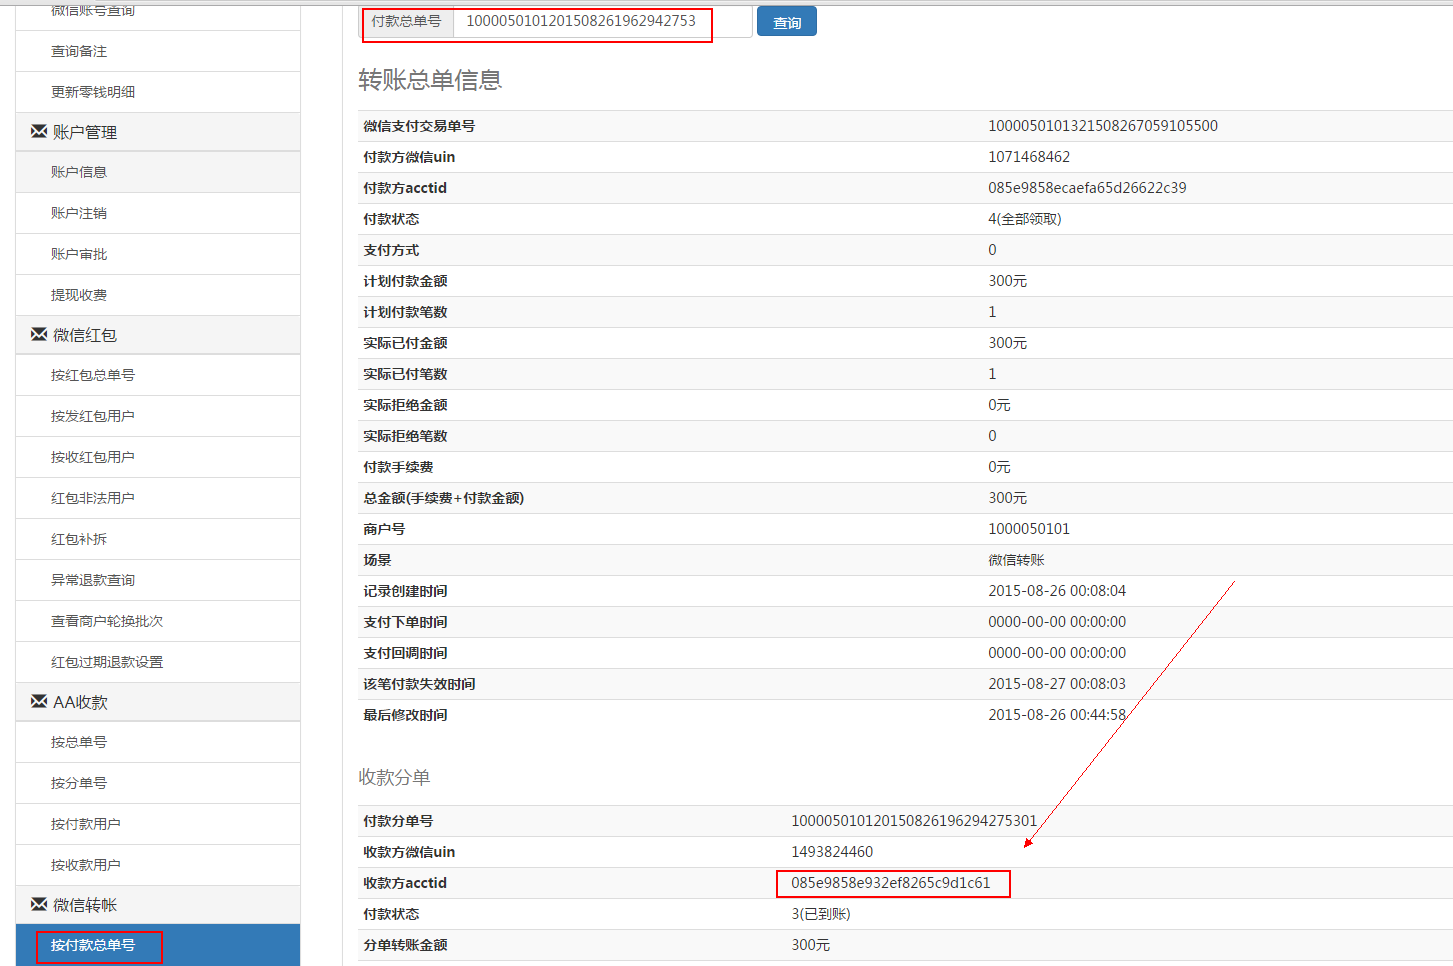 微信账号查询
查询备注
更新零钱明细
账户管理
账户信息
账户注销
账户审批
提现收费
微信红包
按红包总单号
按发红包用户
按收红包用户
红包非法用户
红包补拆
异常退款查询
查看商户轮换批次
红包过期退款设置
AA收款
按总单号
按分单号
按付款用户
按收款用户
微信转帐
按付款总单号
付款总单号 1000050101201508261962942753 查询
转账总单信息
微信支付交易单号 1000050101321508267059105500
付款方微信uin 1071468462
付款方acctid 085e9858ecaefa65d26622c39
付款状态 4(全部领取)
支付方式 0
计划付款金额 300元
计划付款笔数 1
实际已付金额 300元
实际已付笔数 1
实际拒绝金额 0元
实际拒绝笔数 0
付款手续费 0元
总金额(手续费+付款金额) 300元
商户号 1000050101
场景 微信转账
记录创建时间 2015-08-26 00:08:04
支付下单时间 0000-00-00 00:00:00
支付回调时间 0000-00-00 00:00:00
该笔付款失效时间 2015-08-27 00:08:03
最后修改时间 2015-08-26 00:44:58
收款分单
付款分单号 100005010120150826196294275301
收款方微信uin 1493824460
收款方acctid 085e9858e932ef8265c9d1c61
付款状态 3(已到账)
分单转账金额 300元